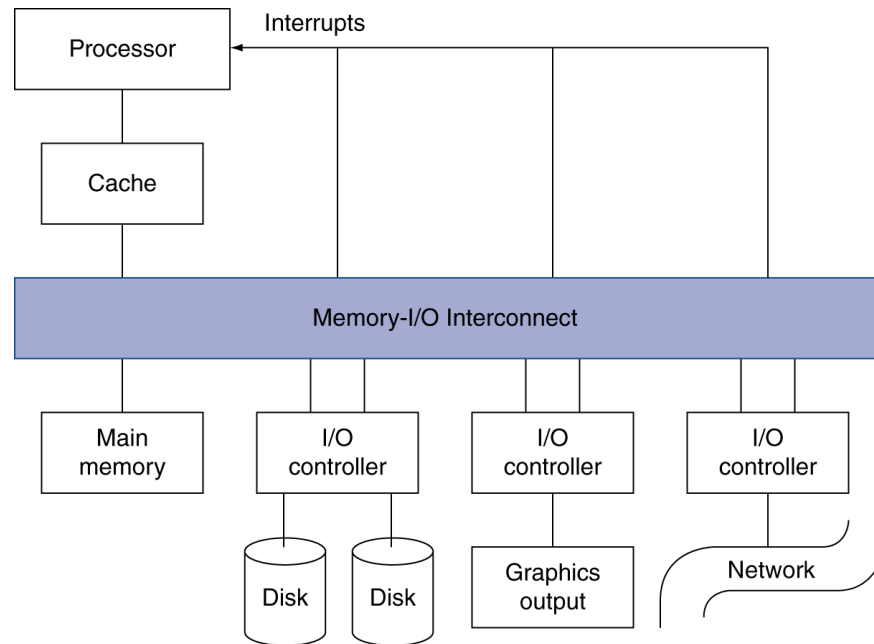 Interrupts
Processor
Cache
Memory-I/O Interconnect
Main
memory
I/O
controller
I/O
controller
I/O
controller
Disk
Disk
Graphics
output
Network